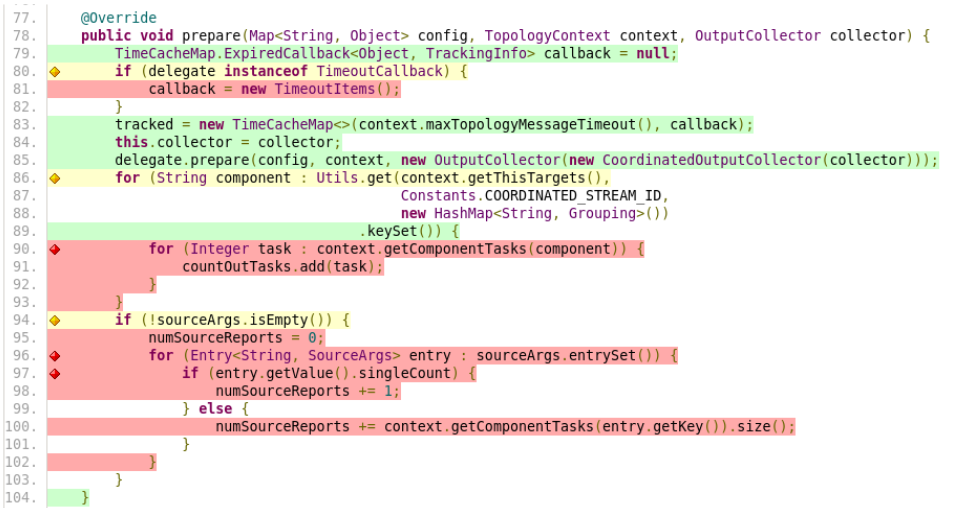 77. @Override
78. public void prepare(Map<String, Object> config, TopologyContext context, OutputCollector collector) {
79. TimeCacheMap.ExpiredCallback<Object, TrackingInfo> callback = null;
80. if (delegate instanceof TimeoutCallback) {
81. callback = new TimeoutItems();
82. }
83. tracked = new TimeCacheMap<>(context.maxTopologyMessageTimeout(), callback);
84. this.collector = collector;
85. delegate.prepare(config, context, new OutputCollector(new CoordinatedOutputCollector(collector)));
86. for (String component : Utils.get(context.getThisTargets(),
87. Constants.COORDINATED_STREAM_ID,
88. new HashMap<String, Grouping>())
89. .keySet()) {
90. for (Integer task : context.getComponentTasks(component)) {
91. countOutTasks.add(task);
92. }
93. }
94. if (!sourceArgs.isEmpty()) {
95. numSourceReports = 0;
96. for (Entry<String, SourceArgs> entry : sourceArgs.entrySet()) {
97. if (entry.getValue().singleCount) {
98. numSourceReports += 1;
99. } else {
100. numSourceReports += context.getComponentTasks(entry.getKey()).size();
101. }
102. }
103. }
104. }